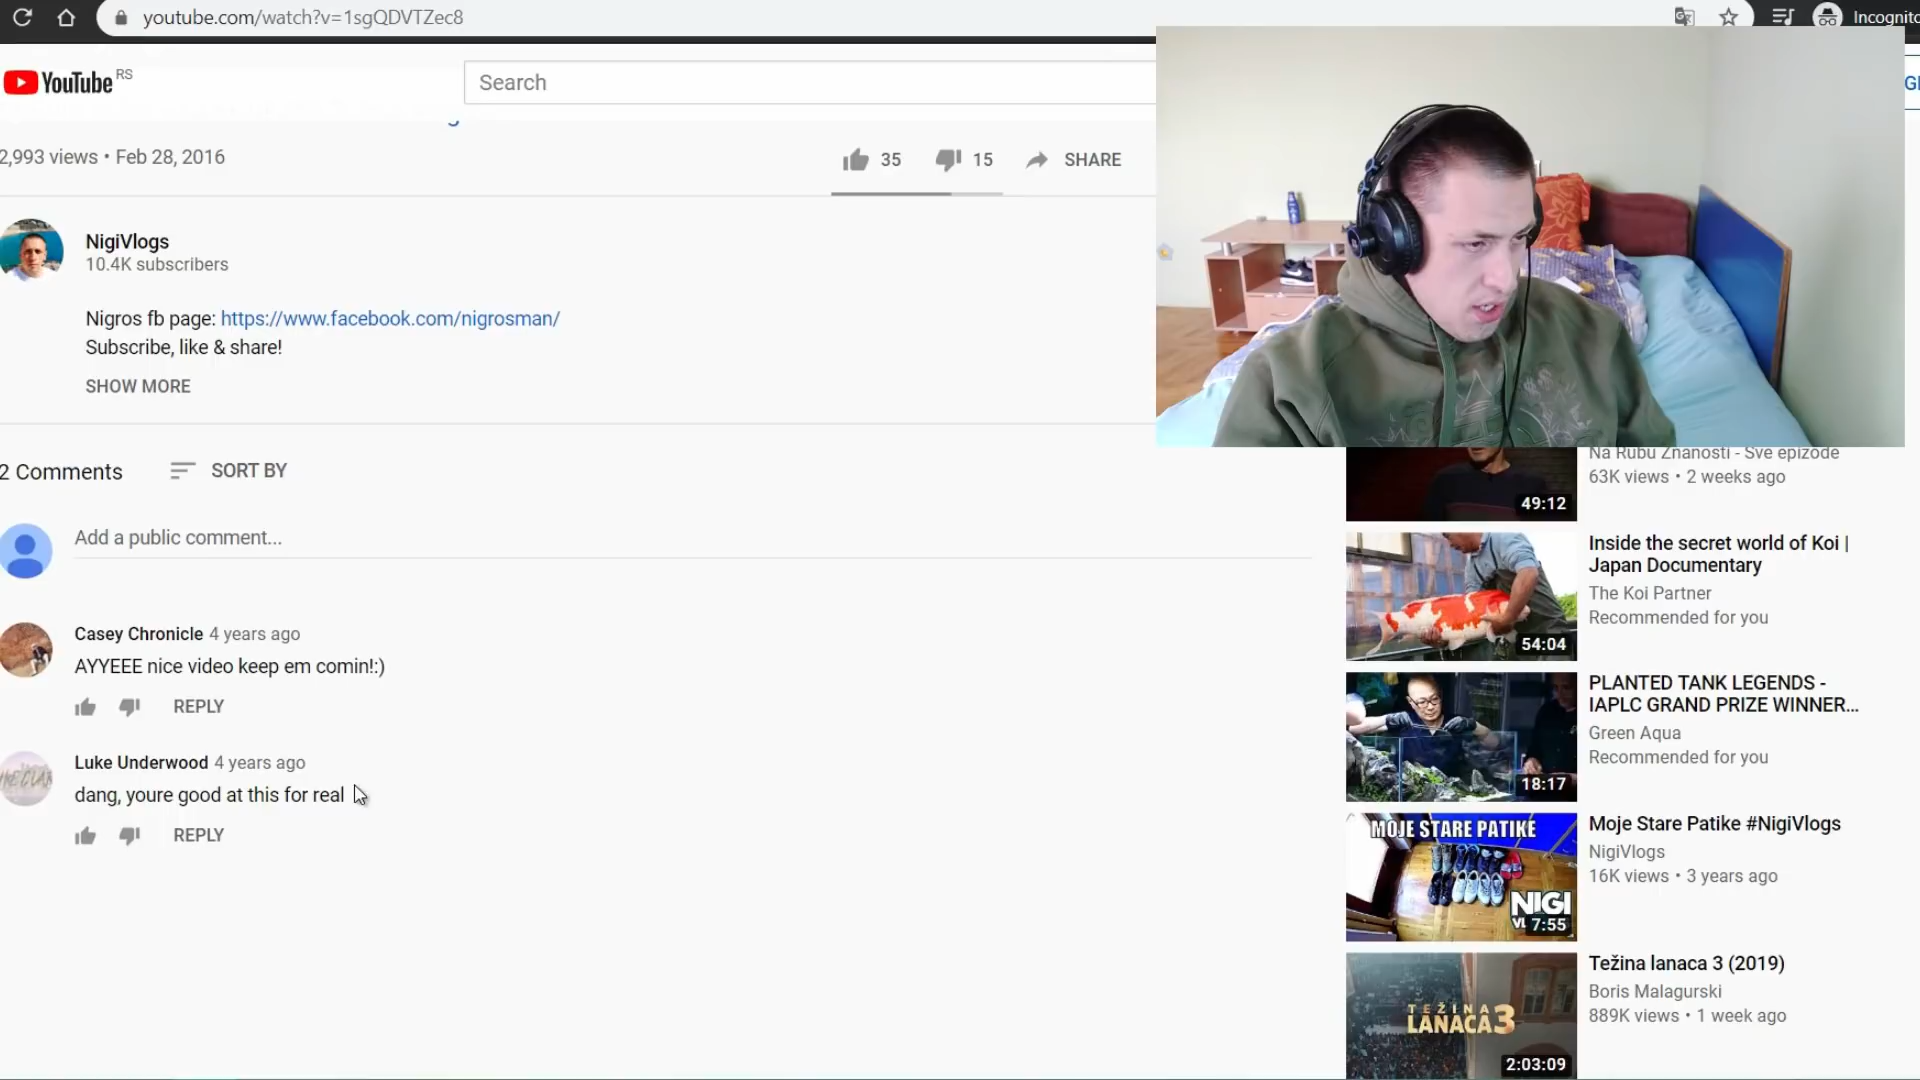 youtube.com/watch?v=1sgQDVTZec8
Incognito
YouTube RS
Search
2,993 views • Feb 28, 2016
35
15
SHARE
NigiVlogs
10.4K subscribers
Nigros fb page: https://www.facebook.com/nigrosman/
Subscribe, like & share!
SHOW MORE
2 Comments
SORT BY
Add a public comment...
Casey Chronicle 4 years ago
AYYEEE nice video keep em comin!:)
REPLY
Luke Underwood 4 years ago
dang, youre good at this for real
REPLY
Na Rubu Znanosti - Sve epizode
63K views • 2 weeks ago
49:12
Inside the secret world of Koi |
Japan Documentary
The Koi Partner
Recommended for you
54:04
PLANTED TANK LEGENDS -
IAPLC GRAND PRIZE WINNER...
Green Aqua
Recommended for you
18:17
MOJE STARE PATIKE
NIGI
VL 7:55
Moje Stare Patike #NigiVlogs
NigiVlogs
16K views • 3 years ago
TEŽINA
LANACA 3
2:03:09
Težina lanaca 3 (2019)
Boris Malagurski
889K views • 1 week ago